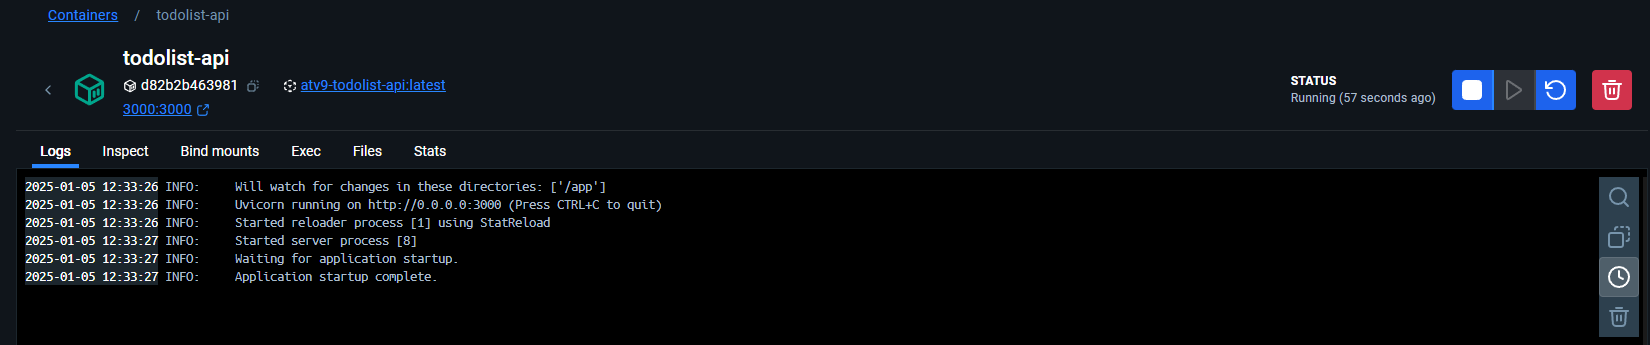 Containers / todolist-api
todolist-api
d82b2b463981 atv9-todolist-api:latest
3000:3000
STATUS
Running (57 seconds ago)
Logs Inspect Bind mounts Exec Files Stats
2025-01-05 12:33:26 INFO: Will watch for changes in these directories: ['/app']
2025-01-05 12:33:26 INFO: Uvicorn running on http://0.0.0.0:3000 (Press CTRL+C to quit)
2025-01-05 12:33:26 INFO: Started reloader process [1] using StatReload
2025-01-05 12:33:27 INFO: Started server process [8]
2025-01-05 12:33:27 INFO: Waiting for application startup.
2025-01-05 12:33:27 INFO: Application startup complete.